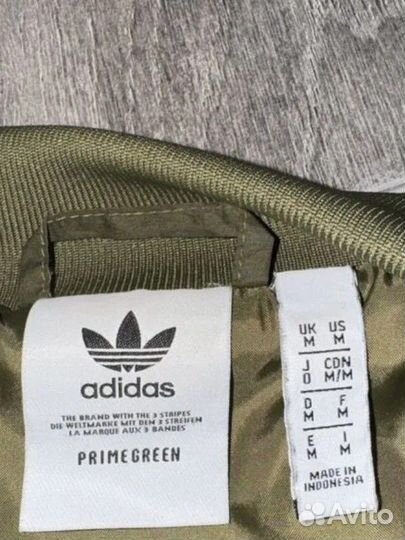 adidas
THE BRAND WITH THE 3 STRIPES
DIE WELTMARKE MIT DEN 3 STREIFEN
LA MARQUE AUX 3 BANDES
PRIMEGREEN
UK US
M M
J CDN
O M/M
D F
M M
E I
M M
MADE IN
INDONESIA
Avito